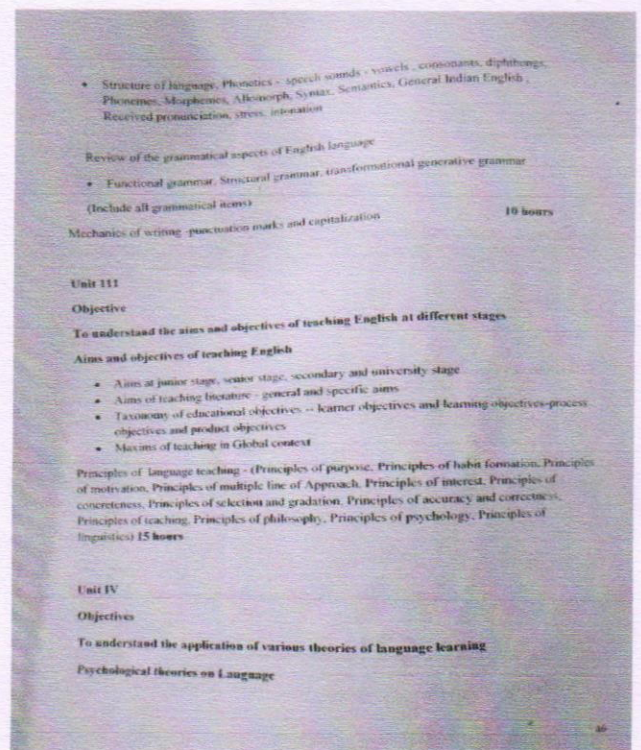 • Structure of language, Phonetics - speech sounds - vowels , consonants, diphthongs,
Phonemes, Morphemes, Allomorph, Syntax, Semantics, General Indian English ,
Received pronunciation, stress, intonation
Review of the grammatical aspects of English language
• Functional grammar, Structural grammar, transformational generative grammar
(Include all grammatical items)
Mechanics of writing -punctuation marks and capitalization 10 hours
Unit 111
Objective
To understand the aims and objectives of teaching English at different stages
Aims and objectives of teaching English
• Aims at junior stage, senior stage, secondary and university stage
• Aims of teaching literature - general and specific aims
• Taxonomy of educational objectives -- learner objectives and learning objectives-process
objectives and product objectives
• Maxims of teaching in Global context
Principles of language teaching - (Principles of purpose, Principles of habit formation, Principles
of motivation, Principles of multiple line of Approach, Principles of interest, Principles of
concreteness, Principles of selection and gradation, Principles of accuracy and correctness,
Principles of teaching, Principles of philosophy, Principles of psychology, Principles of
linguistics) 15 hours
Unit IV
Objectives
To understand the application of various theories of language learning
Psychological theories on Language